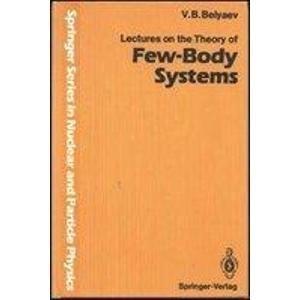 V.B.Belyaev
Lectures on the Theory of
Few-Body
Systems
Springer Series in Nuclear and Particle Physics
Springer-Verlag